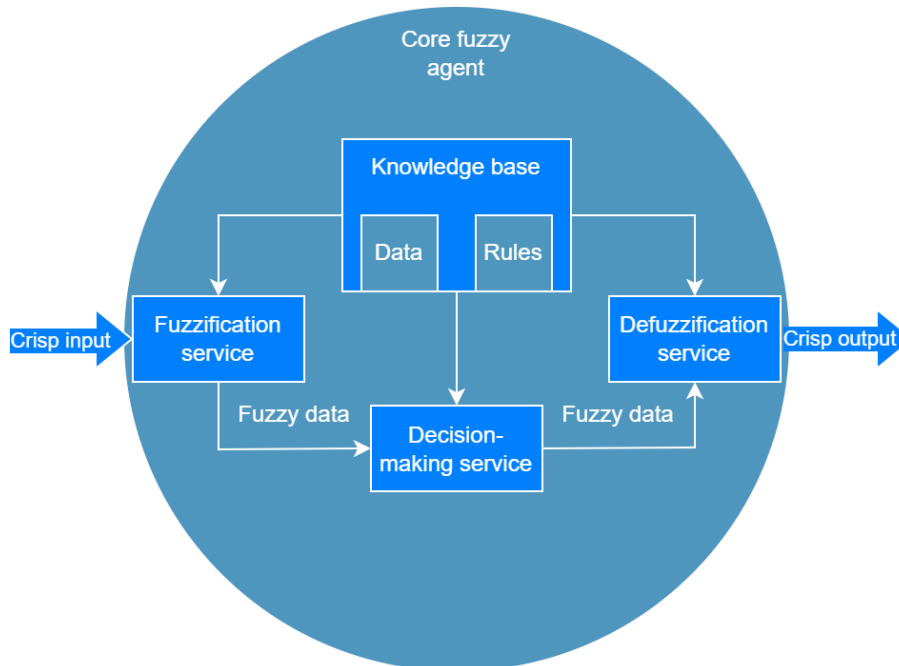 Core fuzzy
agent
Knowledge base
Data
Rules
Crisp input
Fuzzification
service
Defuzzification
service
Crisp output
Fuzzy data
Fuzzy data
Decision-
making service